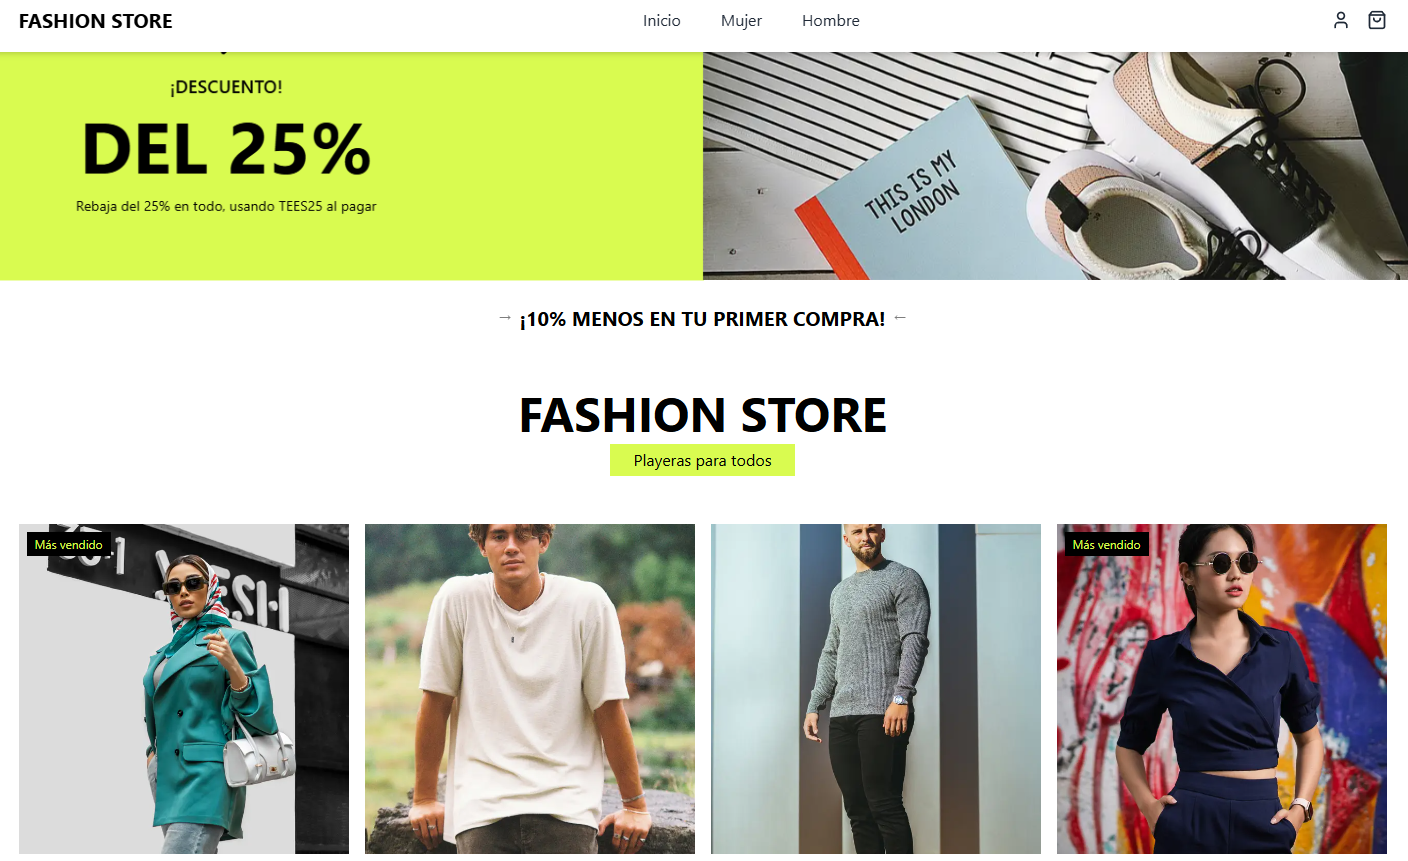 FASHION STORE
Inicio
Mujer
Hombre
¡DESCUENTO!
DEL 25%
Rebaja del 25% en todo, usando TEES25 al pagar
THIS IS MY
LONDON
→ ¡10% MENOS EN TU PRIMER COMPRA! ←
FASHION STORE
Playeras para todos
Más vendido
Más vendido